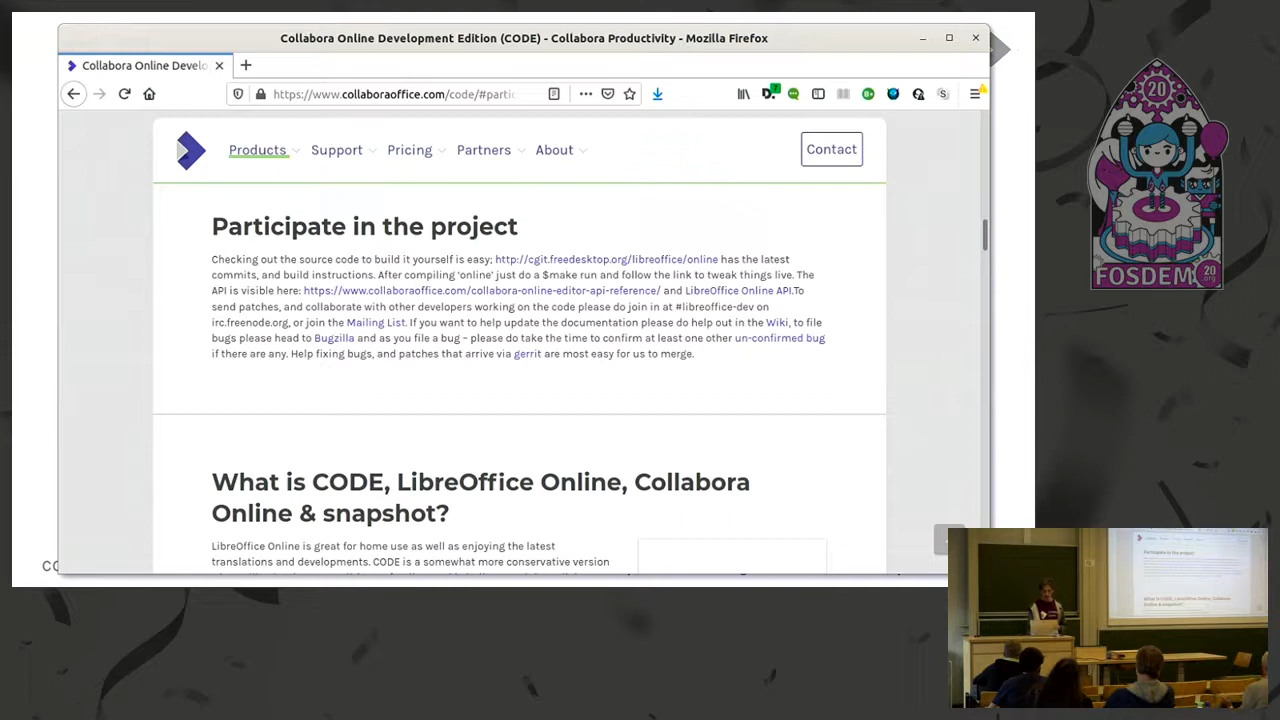 Collabora Online Development Edition (CODE) - Collabora Productivity - Mozilla Firefox
Collabora Online Develo
https://www.collaboraoffice.com/code/#partic
Products Support Pricing Partners About Contact
Participate in the project
Checking out the source code to build it yourself is easy; http://cgit.freedesktop.org/libreoffice/online has the latest
commits, and build instructions. After compiling ‘online’ just do a $make run and follow the link to tweak things live. The
API is visible here: https://www.collaboraoffice.com/collabora-online-editor-api-reference/ and LibreOffice Online API.To
send patches, and collaborate with other developers working on the code please do join in at #libreoffice-dev on
irc.freenode.org, or join the Mailing List. If you want to help update the documentation please do help out in the Wiki, to file
bugs please head to Bugzilla and as you file a bug – please do take the time to confirm at least one other un-confirmed bug
if there are any. Help fixing bugs, and patches that arrive via gerrit are most easy for us to merge.
What is CODE, LibreOffice Online, Collabora
Online & snapshot?
LibreOffice Online is great for home use as well as enjoying the latest
translations and developments. CODE is a somewhat more conservative version
20
FOSDEM
20
.org